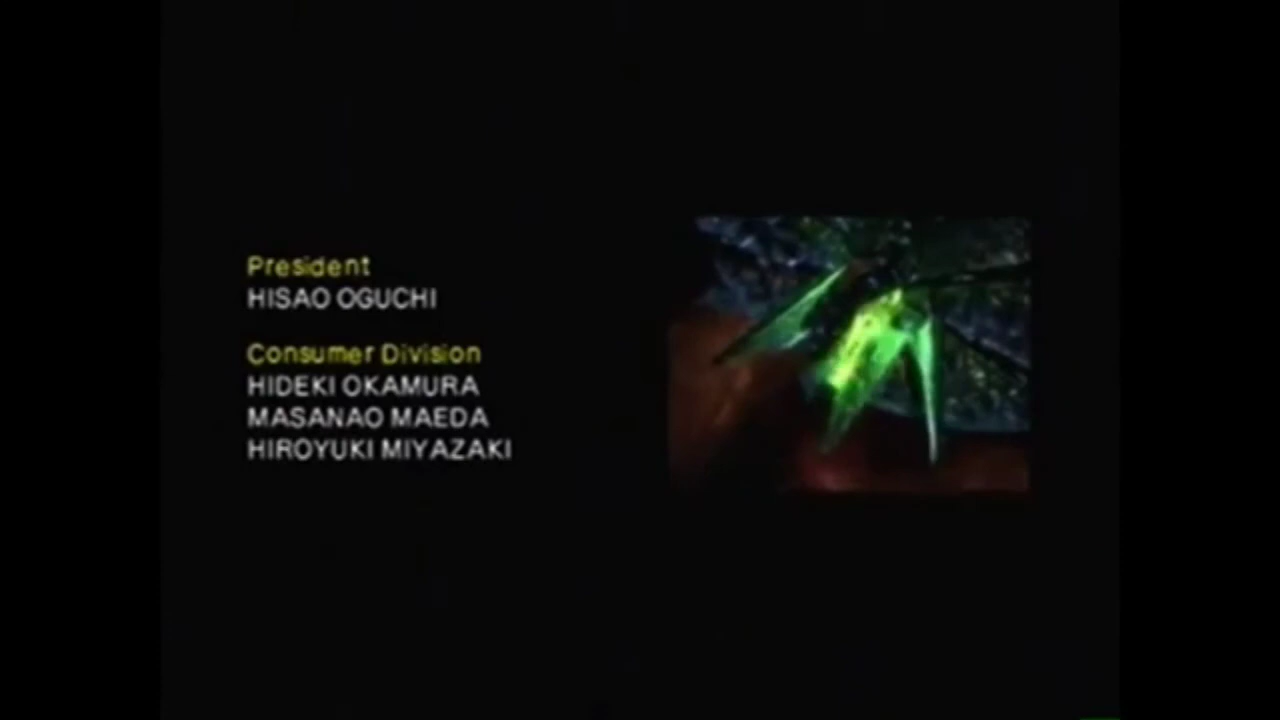 President
HISAO OGUCHI
Consumer Division
HIDEKI OKAMURA
MASANAO MAEDA
HIROYUKI MIYAZAKI